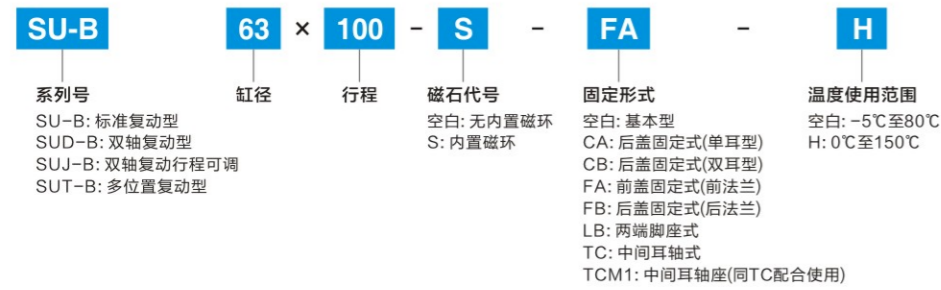 SU-B 63 × 100 - S - FA - H
系列号 缸径 行程 磁石代号 固定形式 温度使用范围
SU-B: 标准复动型 空白: 无内置磁环 空白: 基本型 空白: -5℃至80℃
SUD-B: 双轴复动型 S: 内置磁环 CA: 后盖固定式(单耳型) H: 0℃至150℃
SUJ-B: 双轴复动行程可调 CB: 后盖固定式(双耳型)
SUT-B: 多位置复动型 FA: 前盖固定式(前法兰)
FB: 后盖固定式(后法兰)
LB: 两端脚座式
TC: 中间耳轴式
TCM1: 中间耳轴座(同TC配合使用)